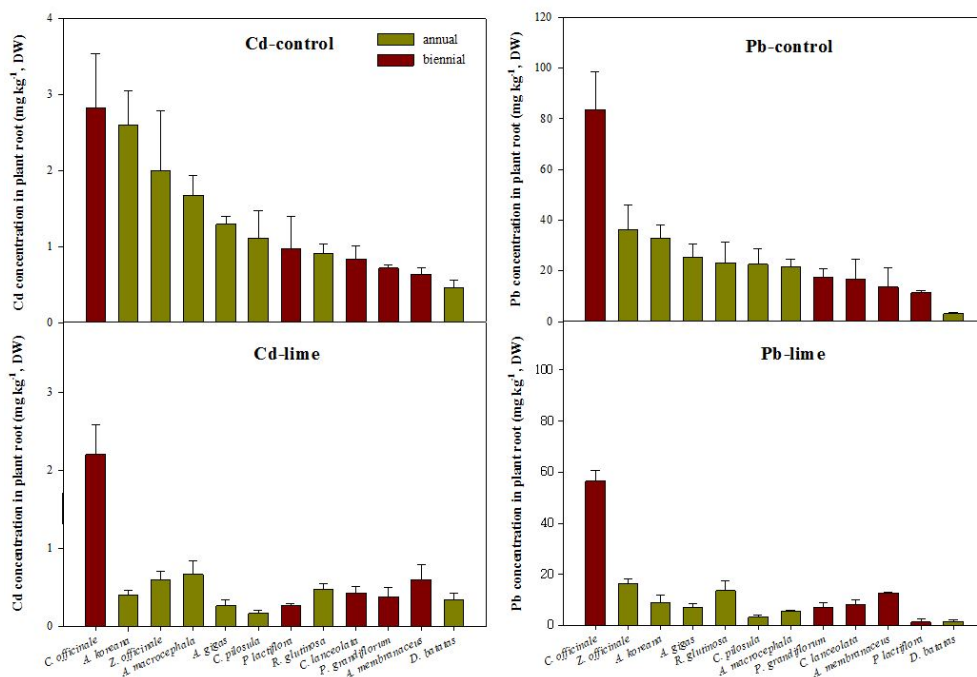 Cd-control
annual
biennial
Cd concentration in plant root (mg kg⁻¹, DW)
4
3
2
1
0
Pb-control
Pb concentration in plant root (mg kg⁻¹, DW)
120
100
80
60
40
20
0
Cd-lime
Cd concentration in plant root (mg kg⁻¹, DW)
3
2
1
0
C. officinale
A. koreana
Z. officinale
A. macrocephala
A. gigas
C. pilosula
P lactiflora
R. glutinosa
C. lanceolata
P. grandiflorum
A. membranaceus
D. batatas
Pb-lime
Pb concentration in plant root (mg kg⁻¹, DW)
100
80
60
40
20
0
C. officinale
Z. officinale
A. koreana
A. gigas
R. glutinosa
C. pilosula
A. macrocephala
P. grandiflorum
C. lanceolata
A. membranaceus
P lactiflora
D. batatas